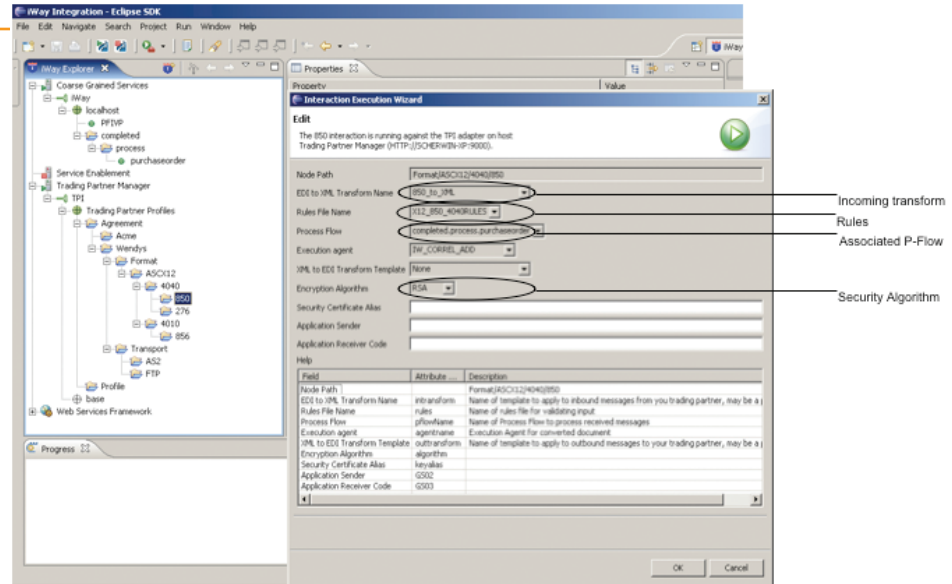 iWay Integration - Eclipse SDK
File Edit Navigate Search Project Run Window Help
iWay
iWay Explorer
Properties
Property Value
Coarse Grained Services
iWay
localhost
PFIVP
completed
process
purchaseorder
Service Enablement
Trading Partner Manager
TPI
Trading Partner Profiles
Agreement
Acme
Wendys
Format
ASCX12
4040
850
276
4010
856
Transport
AS2
FTP
Profile
base
Web Services Framework
Progress
Interaction Execution Wizard
Edit
The 850 interaction is running against the TPI adapter on host
Trading Partner Manager (HTTP://SCHERWIN-XP:9000).
Node Path Format/ASCX12/4040/850
EDI to XML Transform Name 850_to_XML
Rules File Name X12_850_4040RULES
Process Flow completed.process.purchaseorder
Execution agent IW_CORREL_ADD
XML to EDI Transform Template None
Encryption Algorithm RSA
Security Certificate Alias
Application Sender
Application Receiver Code
Help
Field Attribute ... Description
Node Path Format/ASCX12/4040/850
EDI to XML Transform Name intransform Name of template to apply to inbound messages from you trading partner, may be a
Rules File Name rules Name of rules file for validating input
Process Flow pflowName Name of Process Flow to process received messages
Execution agent agentname Execution Agent for converted document
XML to EDI Transform Template outtransform Name of template to apply to outbound messages to your trading partner, may be a
Encryption Algorithm algorithm
Security Certificate Alias keyalias
Application Sender GS02
Application Receiver Code GS03
OK Cancel
Incoming transform
Rules
Associated P-Flow
Security Algorithm